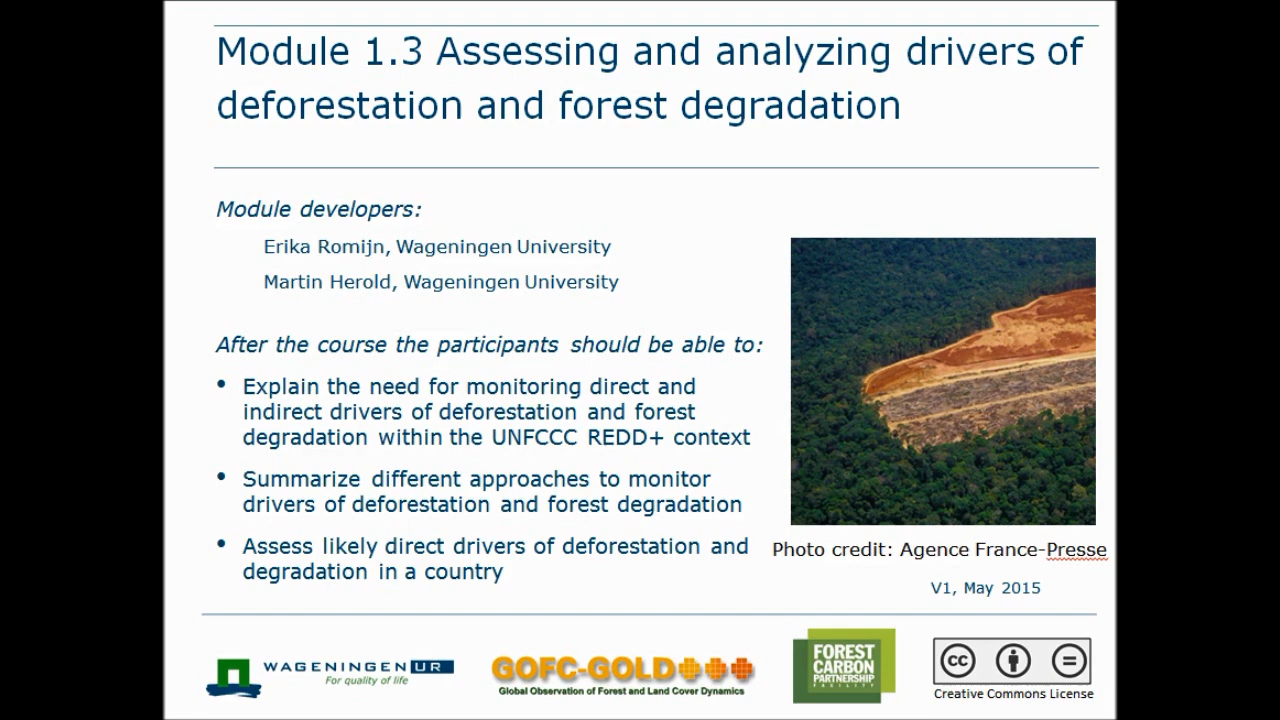 Module 1.3 Assessing and analyzing drivers of
deforestation and forest degradation
Module developers:
Erika Romijn, Wageningen University
Martin Herold, Wageningen University
After the course the participants should be able to:
• Explain the need for monitoring direct and
indirect drivers of deforestation and forest
degradation within the UNFCCC REDD+ context
• Summarize different approaches to monitor
drivers of deforestation and forest degradation
• Assess likely direct drivers of deforestation and
degradation in a country
Photo credit: Agence France-Presse
V1, May 2015
WAGENINGEN UR
For quality of life
GOFC-GOLD
Global Observation of Forest and Land Cover Dynamics
FOREST
CARBON
PARTNERSHIP
FACILITY
cc
Creative Commons License